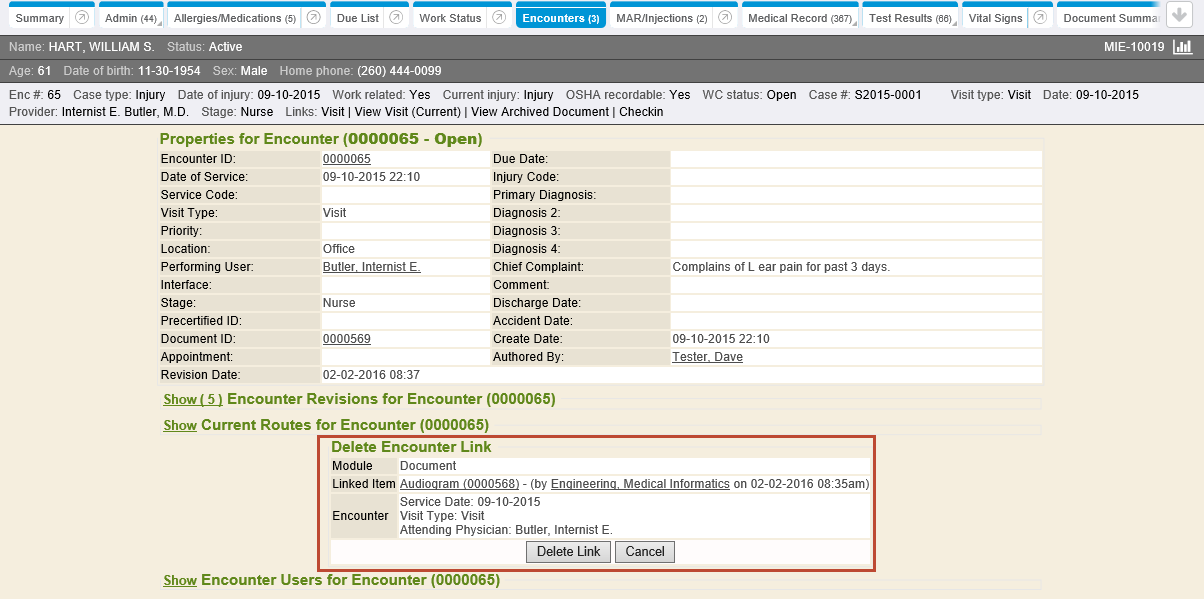 Summary Admin (44) Allergies/Medications (5) Due List Work Status Encounters (3) MAR/Injections (2) Medical Record (367) Test Results (66) Vital Signs Document Summa
Name: HART, WILLIAM S. Status: Active MIE-10019
Age: 61 Date of birth: 11-30-1954 Sex: Male Home phone: (260) 444-0099
Enc #: 65 Case type: Injury Date of injury: 09-10-2015 Work related: Yes Current injury: Injury OSHA recordable: Yes WC status: Open Case #: S2015-0001 Visit type: Visit Date: 09-10-2015
Provider: Internist E. Butler, M.D. Stage: Nurse Links: Visit | View Visit (Current) | View Archived Document | Checkin
Properties for Encounter (0000065 - Open)
Encounter ID: 0000065 Due Date:
Date of Service: 09-10-2015 22:10 Injury Code:
Service Code: Primary Diagnosis:
Visit Type: Visit Diagnosis 2:
Priority: Diagnosis 3:
Location: Office Diagnosis 4:
Performing User: Butler, Internist E. Chief Complaint: Complains of L ear pain for past 3 days.
Interface: Comment:
Stage: Nurse Discharge Date:
Precertified ID: Accident Date:
Document ID: 0000569 Create Date: 09-10-2015 22:10
Appointment: Authored By: Tester, Dave
Revision Date: 02-02-2016 08:37
Show ( 5 ) Encounter Revisions for Encounter (0000065)
Show Current Routes for Encounter (0000065)
Delete Encounter Link
Module Document
Linked Item Audiogram (0000568) - (by Engineering, Medical Informatics on 02-02-2016 08:35am)
Service Date: 09-10-2015
Encounter Visit Type: Visit
Attending Physician: Butler, Internist E.
Delete Link Cancel
Show Encounter Users for Encounter (0000065)